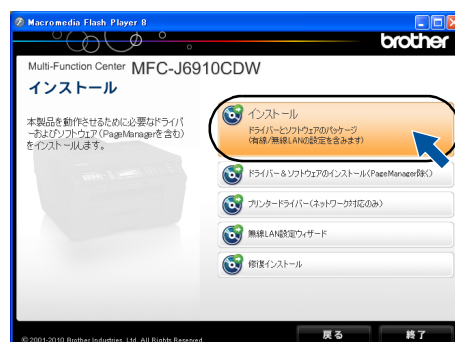 Macromedia Flash Player 8
brother
Multi-Function Center MFC-J6910CDW
インストール
本製品を動作させるために必要なドライバ
ーおよびソフトウェア(PageManagerを含む)
をインストールします。
インストール
ドライバーとソフトウェアのパッケージ
(有線/無線LANの設定を含みます)
ドライバー&ソフトウェアのインストール(PageManager除く)
プリンタードライバー(ネットワーク対応のみ)
無線LAN設定ウィザード
修復インストール
© 2001-2010 Brother Industries, Ltd. All Rights Reserved.
戻る
終了